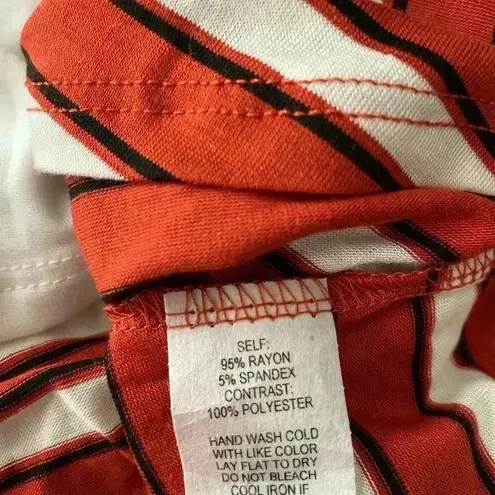 SELF:
95% RAYON
5% SPANDEX
CONTRAST:
100% POLYESTER
HAND WASH COLD
WITH LIKE COLOR
LAY FLAT TO DRY
DO NOT BLEACH
COOL IRON IF